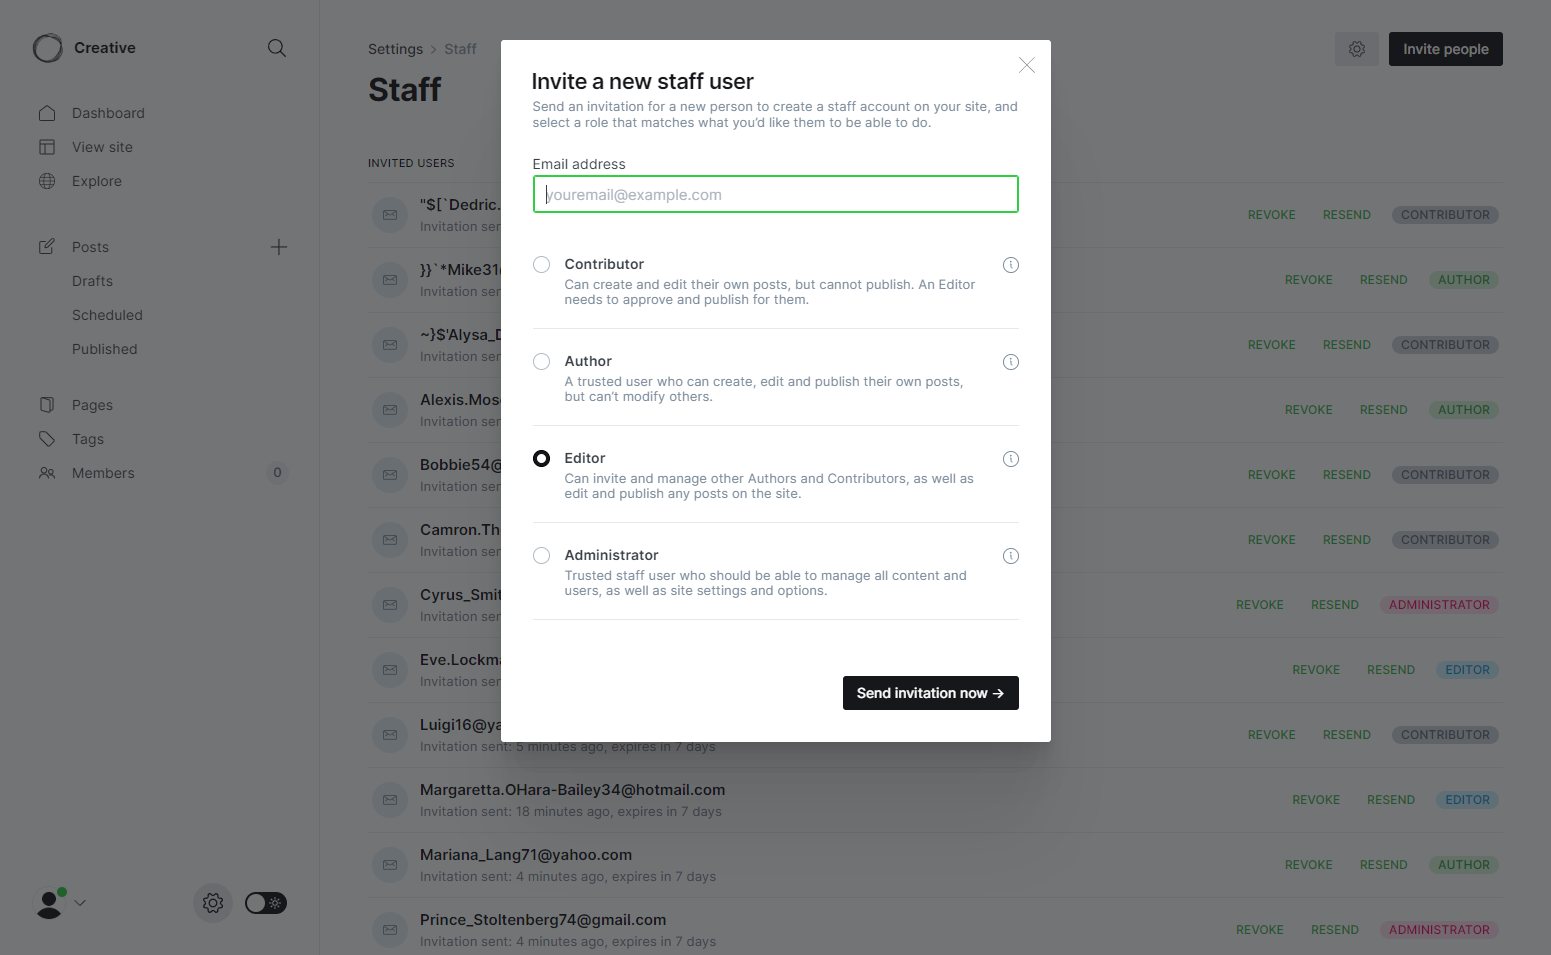 Creative
Dashboard
View site
Explore
Posts
Drafts
Scheduled
Published
Pages
Tags
Members
0
Settings
Staff
Staff
Invite people
INVITED USERS
"$[`Dedric.
Invitation sen
REVOKE RESEND CONTRIBUTOR
}}`*Mike31
Invitation sen
REVOKE RESEND AUTHOR
~}$'Alysa_D
Invitation sen
REVOKE RESEND CONTRIBUTOR
Alexis.Mos
Invitation sen
REVOKE RESEND AUTHOR
Bobbie54@
Invitation sen
REVOKE RESEND CONTRIBUTOR
Camron.Th
Invitation sen
REVOKE RESEND CONTRIBUTOR
Cyrus_Smit
Invitation sen
REVOKE RESEND ADMINISTRATOR
Eve.Lockma
Invitation sen
REVOKE RESEND EDITOR
Luigi16@ya
Invitation sent: 5 minutes ago, expires in 7 days
REVOKE RESEND CONTRIBUTOR
Margaretta.OHara-Bailey34@hotmail.com
Invitation sent: 18 minutes ago, expires in 7 days
REVOKE RESEND EDITOR
Mariana_Lang71@yahoo.com
Invitation sent: 4 minutes ago, expires in 7 days
REVOKE RESEND AUTHOR
Prince_Stoltenberg74@gmail.com
Invitation sent: 4 minutes ago, expires in 7 days
REVOKE RESEND ADMINISTRATOR
Invite a new staff user
Send an invitation for a new person to create a staff account on your site, and
select a role that matches what you'd like them to be able to do.
Email address
youremail@example.com
Contributor
Can create and edit their own posts, but cannot publish. An Editor
needs to approve and publish for them.
Author
A trusted user who can create, edit and publish their own posts,
but can't modify others.
Editor
Can invite and manage other Authors and Contributors, as well as
edit and publish any posts on the site.
Administrator
Trusted staff user who should be able to manage all content and
users, as well as site settings and options.
Send invitation now →